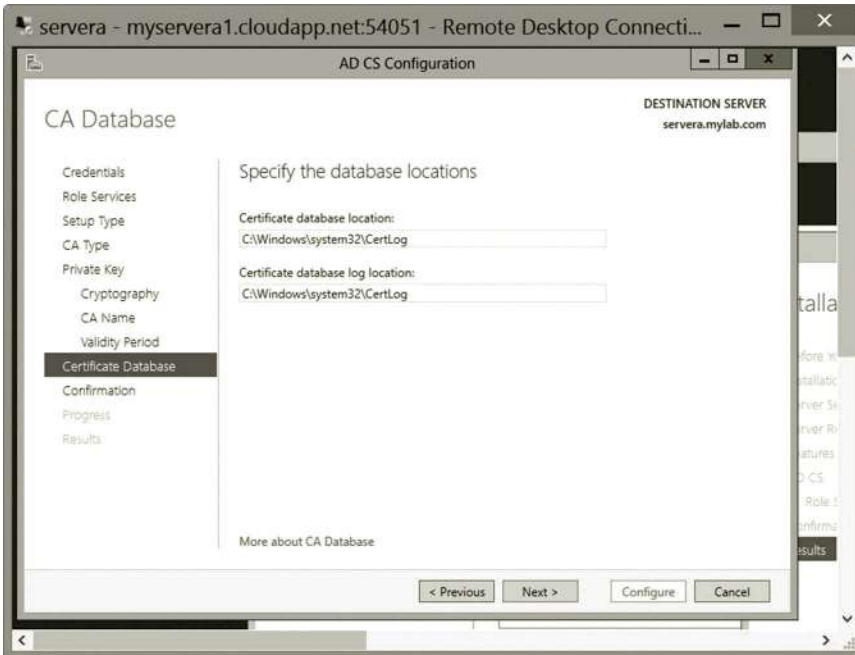 servera - myservera1.cloudapp.net:54051 - Remote Desktop Connecti...
AD CS Configuration
CA Database
DESTINATION SERVER
servera.mylab.com
Credentials
Role Services
Setup Type
CA Type
Private Key
Cryptography
CA Name
Validity Period
Certificate Database
Confirmation
Progress
Results
Specify the database locations
Certificate database location:
C:\Windows\system32\CertLog
Certificate database log location:
C:\Windows\system32\CertLog
More about CA Database
< Previous
Next >
Configure
Cancel
talla
atures
D CS
Role
esults